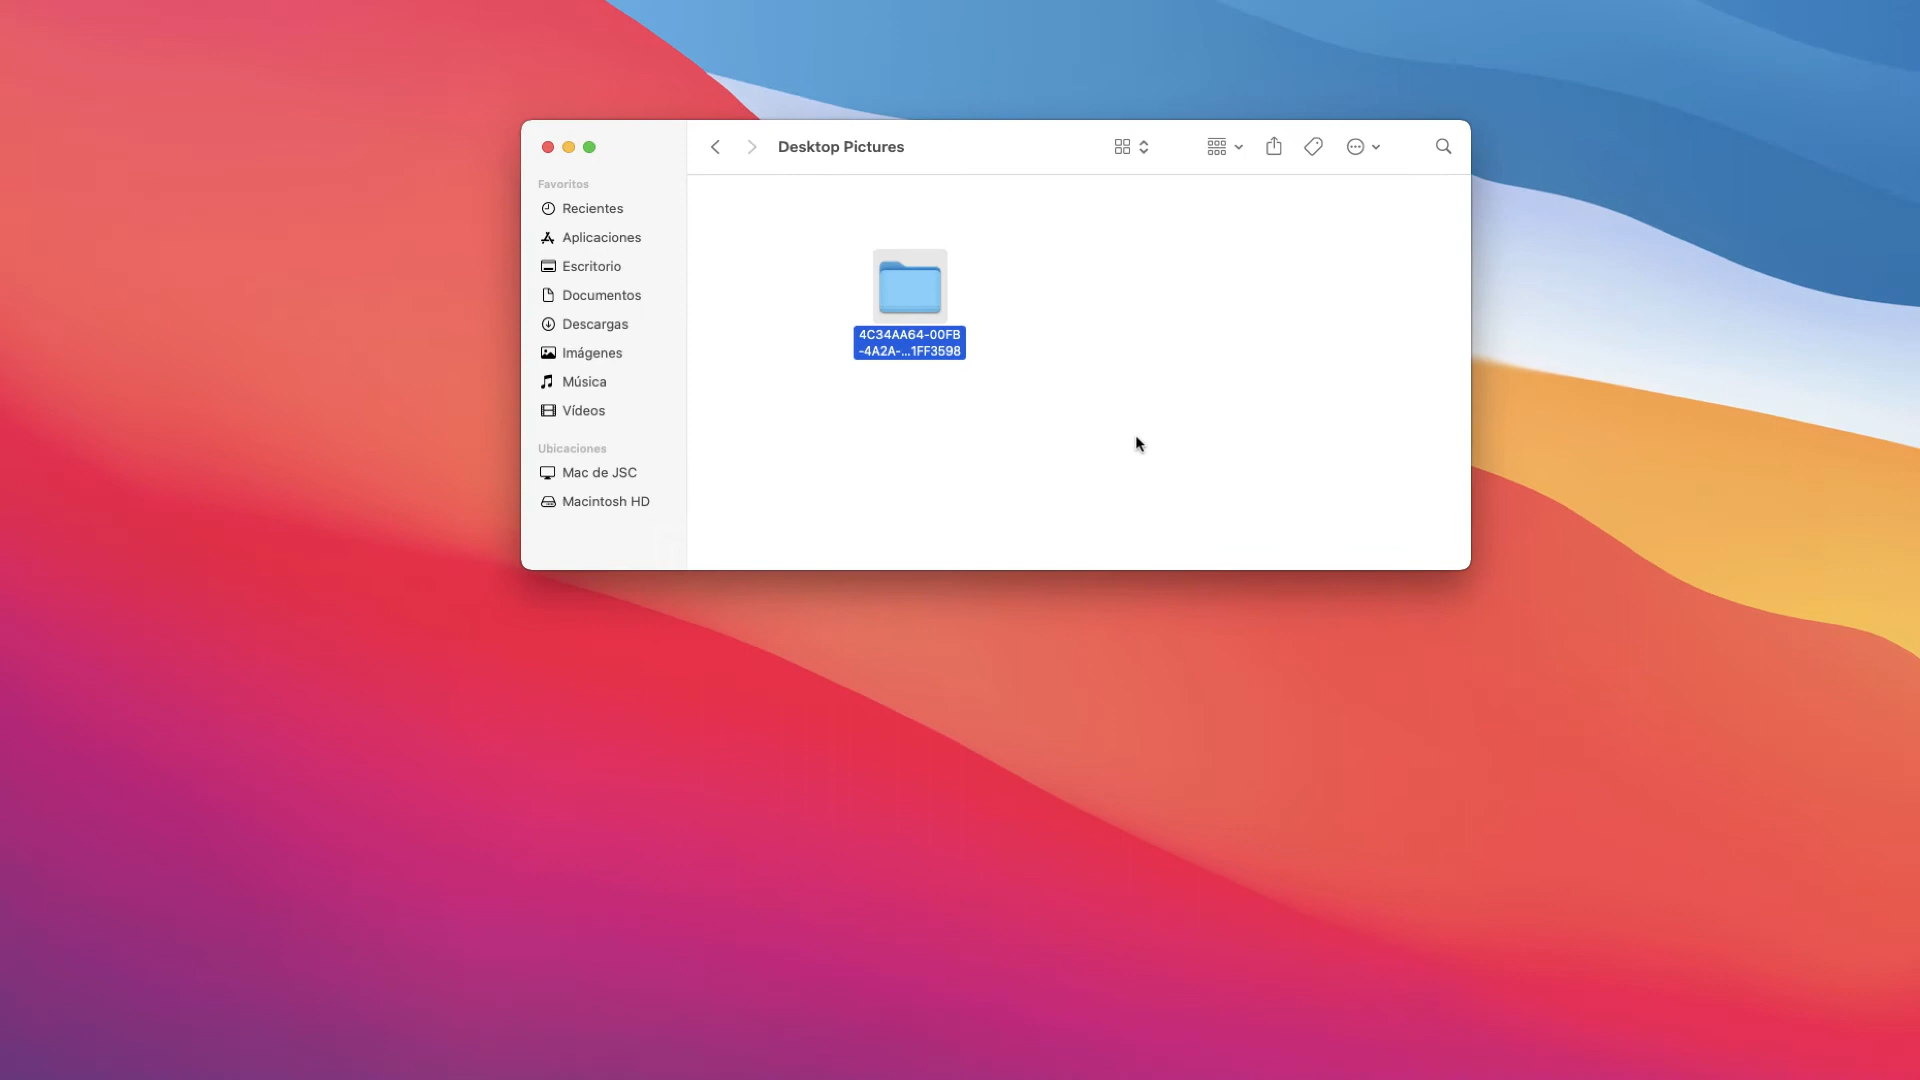 Desktop Pictures
Favoritos
Recientes
Aplicaciones
Escritorio
Documentos
Descargas
Imágenes
Música
Vídeos
Ubicaciones
Mac de JSC
Macintosh HD
4C34AA64-00FB
-4A2A-...1FF3598